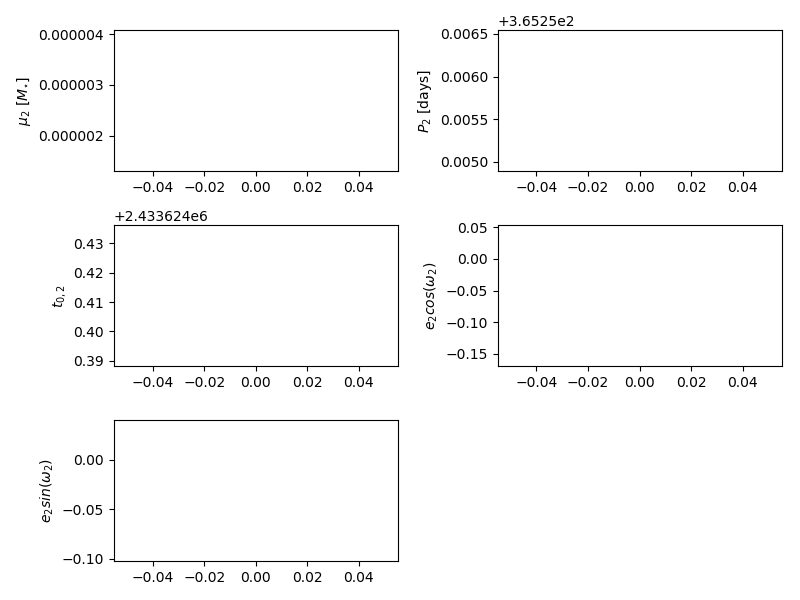 0.000004
0.000003
0.000002
μ₂ [M⋆]
−0.04 −0.02 0.00 0.02 0.04
+3.6525e2
0.0065
0.0060
0.0055
0.0050
P₂ [days]
−0.04 −0.02 0.00 0.02 0.04
+2.433624e6
0.43
0.42
0.41
0.40
0.39
t₀,₂
−0.04 −0.02 0.00 0.02 0.04
0.05
0.00
−0.05
−0.10
−0.15
e₂cos(ω₂)
−0.04 −0.02 0.00 0.02 0.04
0.00
−0.05
−0.10
e₂sin(ω₂)
−0.04 −0.02 0.00 0.02 0.04